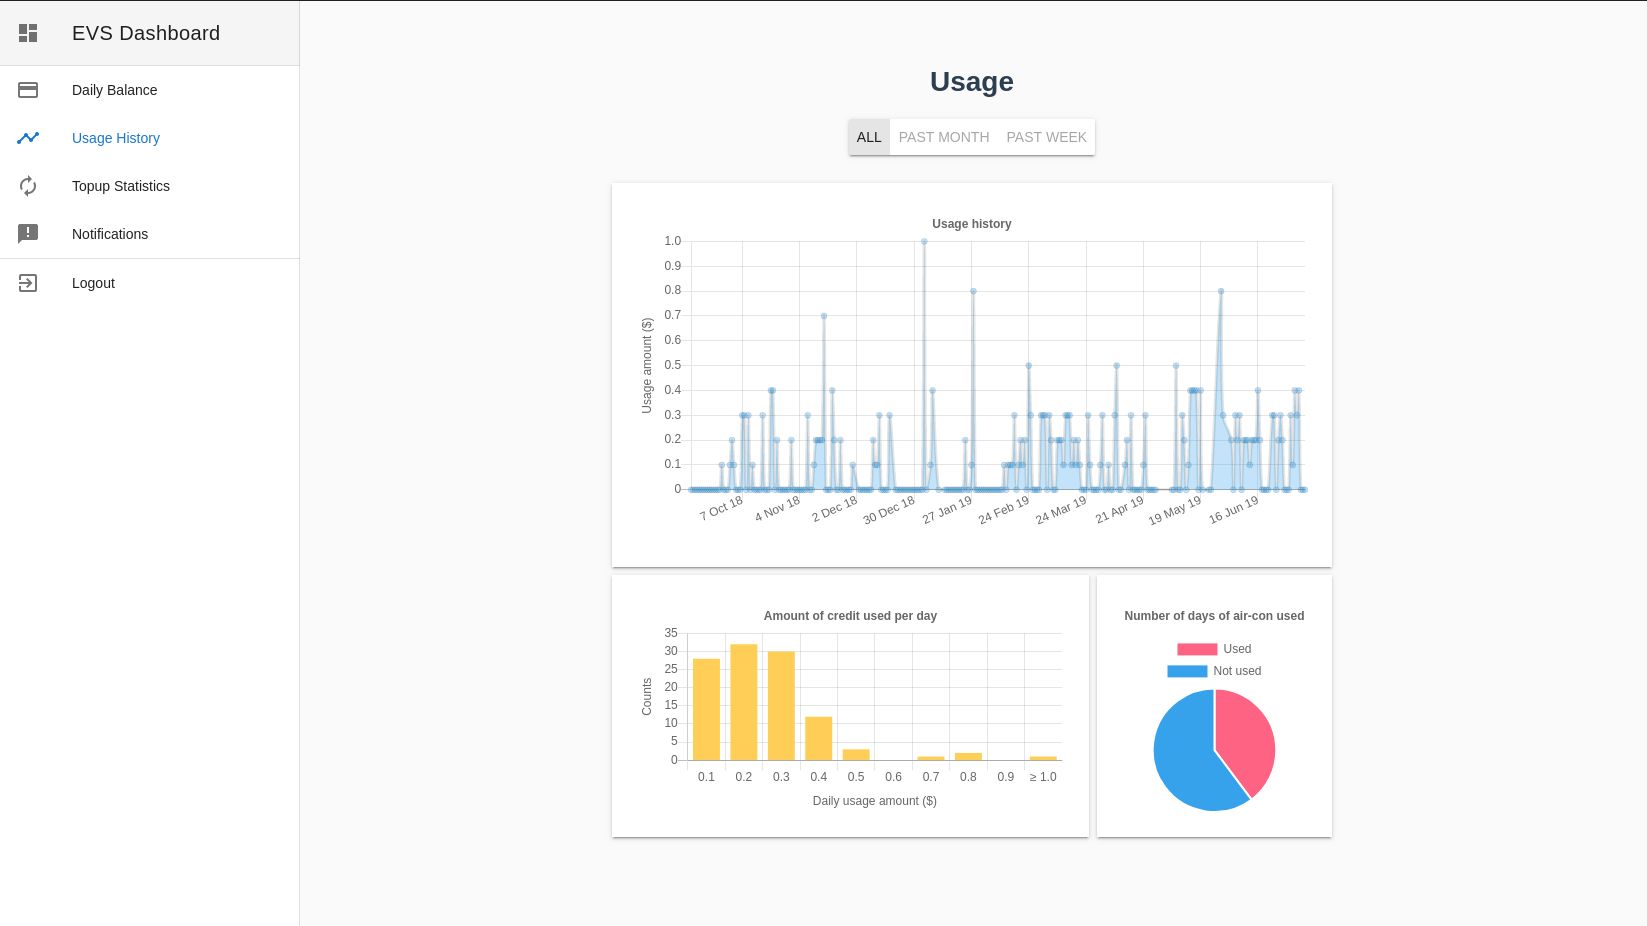 EVS Dashboard
Daily Balance
Usage History
Topup Statistics
Notifications
Logout
Usage
ALL PAST MONTH PAST WEEK
Usage history
Usage amount ($)
1.0
0.9
0.8
0.7
0.6
0.5
0.4
0.3
0.2
0.1
0
7 Oct 18 4 Nov 18 2 Dec 18 30 Dec 18 27 Jan 19 24 Feb 19 24 Mar 19 21 Apr 19 19 May 19 16 Jun 19
Amount of credit used per day
Counts
35
30
25
20
15
10
5
0
0.1 0.2 0.3 0.4 0.5 0.6 0.7 0.8 0.9 ≥ 1.0
Daily usage amount ($)
Number of days of air-con used
Used
Not used